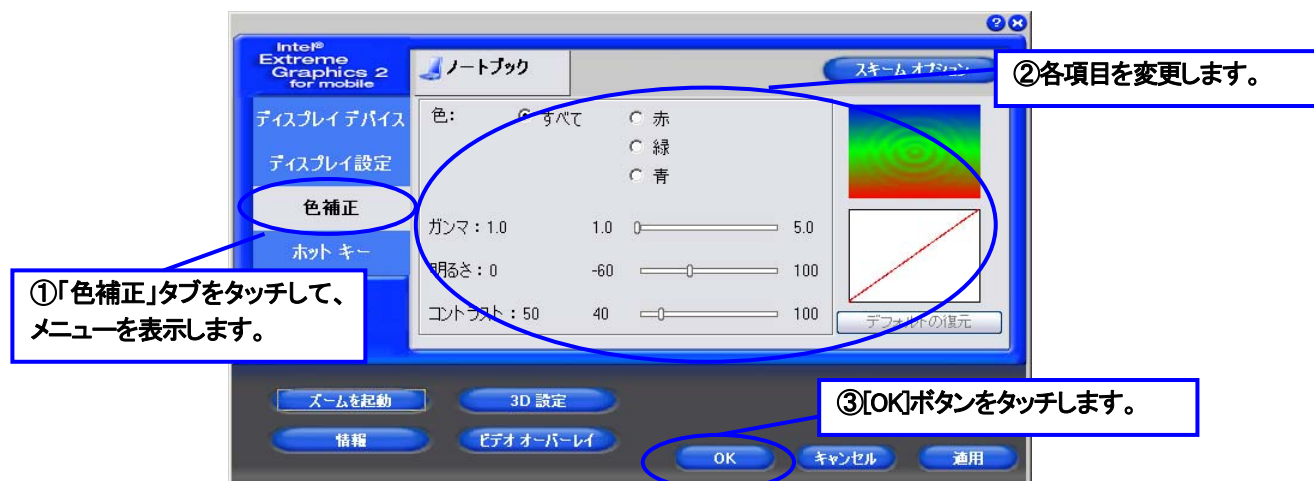 Intel®
Extreme
Graphics 2
for mobile
ノートブック
スキーム オプション
②各項目を変更します。
ディスプレイ デバイス
ディスプレイ設定
色補正
ホット キー
色:
すべて
赤
緑
青
ガンマ：1.0 1.0 5.0
明るさ：0 -60 100
コントラスト：50 40 100
デフォルトの復元
①「色補正」タブをタッチして、
メニューを表示します。
ズームを起動
3D 設定
情報
ビデオ オーバーレイ
③[OK]ボタンをタッチします。
OK
キャンセル
適用